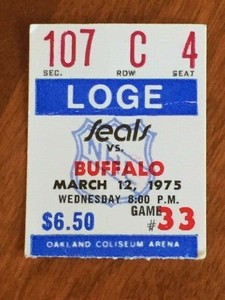 107 C 4
SEC. ROW SEAT
LOGE
NHL
Seals
vs.
BUFFALO
MARCH 12, 1975
WEDNESDAY 8:00 P.M.
GAME
$6.50 #33
OAKLAND COLISEUM ARENA